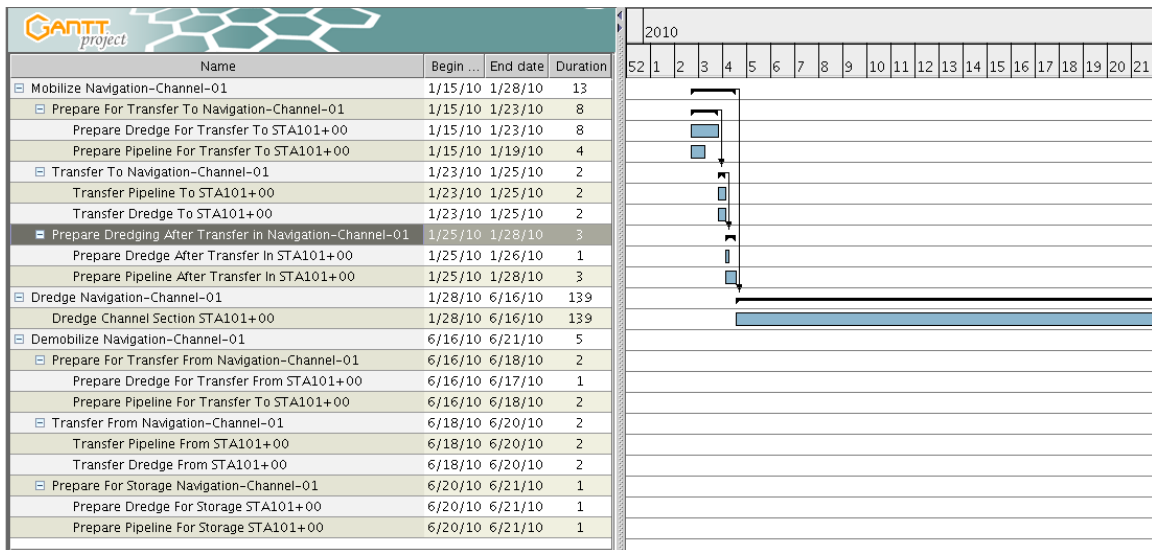 GANTT
project
2010
Name Begin ... End date Duration
52 1 2 3 4 5 6 7 8 9 10 11 12 13 14 15 16 17 18 19 20 21
Mobilize Navigation-Channel-01 1/15/10 1/28/10 13
Prepare For Transfer To Navigation-Channel-01 1/15/10 1/23/10 8
Prepare Dredge For Transfer To STA101+00 1/15/10 1/23/10 8
Prepare Pipeline For Transfer To STA101+00 1/15/10 1/19/10 4
Transfer To Navigation-Channel-01 1/23/10 1/25/10 2
Transfer Pipeline To STA101+00 1/23/10 1/25/10 2
Transfer Dredge To STA101+00 1/23/10 1/25/10 2
Prepare Dredging After Transfer in Navigation-Channel-01 1/25/10 1/28/10 3
Prepare Dredge After Transfer In STA101+00 1/25/10 1/26/10 1
Prepare Pipeline After Transfer In STA101+00 1/25/10 1/28/10 3
Dredge Navigation-Channel-01 1/28/10 6/16/10 139
Dredge Channel Section STA101+00 1/28/10 6/16/10 139
Demobilize Navigation-Channel-01 6/16/10 6/21/10 5
Prepare For Transfer From Navigation-Channel-01 6/16/10 6/18/10 2
Prepare Dredge For Transfer From STA101+00 6/16/10 6/17/10 1
Prepare Pipeline For Transfer To STA101+00 6/16/10 6/18/10 2
Transfer From Navigation-Channel-01 6/18/10 6/20/10 2
Transfer Pipeline From STA101+00 6/18/10 6/20/10 2
Transfer Dredge From STA101+00 6/18/10 6/20/10 2
Prepare For Storage Navigation-Channel-01 6/20/10 6/21/10 1
Prepare Dredge For Storage STA101+00 6/20/10 6/21/10 1
Prepare Pipeline For Storage STA101+00 6/20/10 6/21/10 1